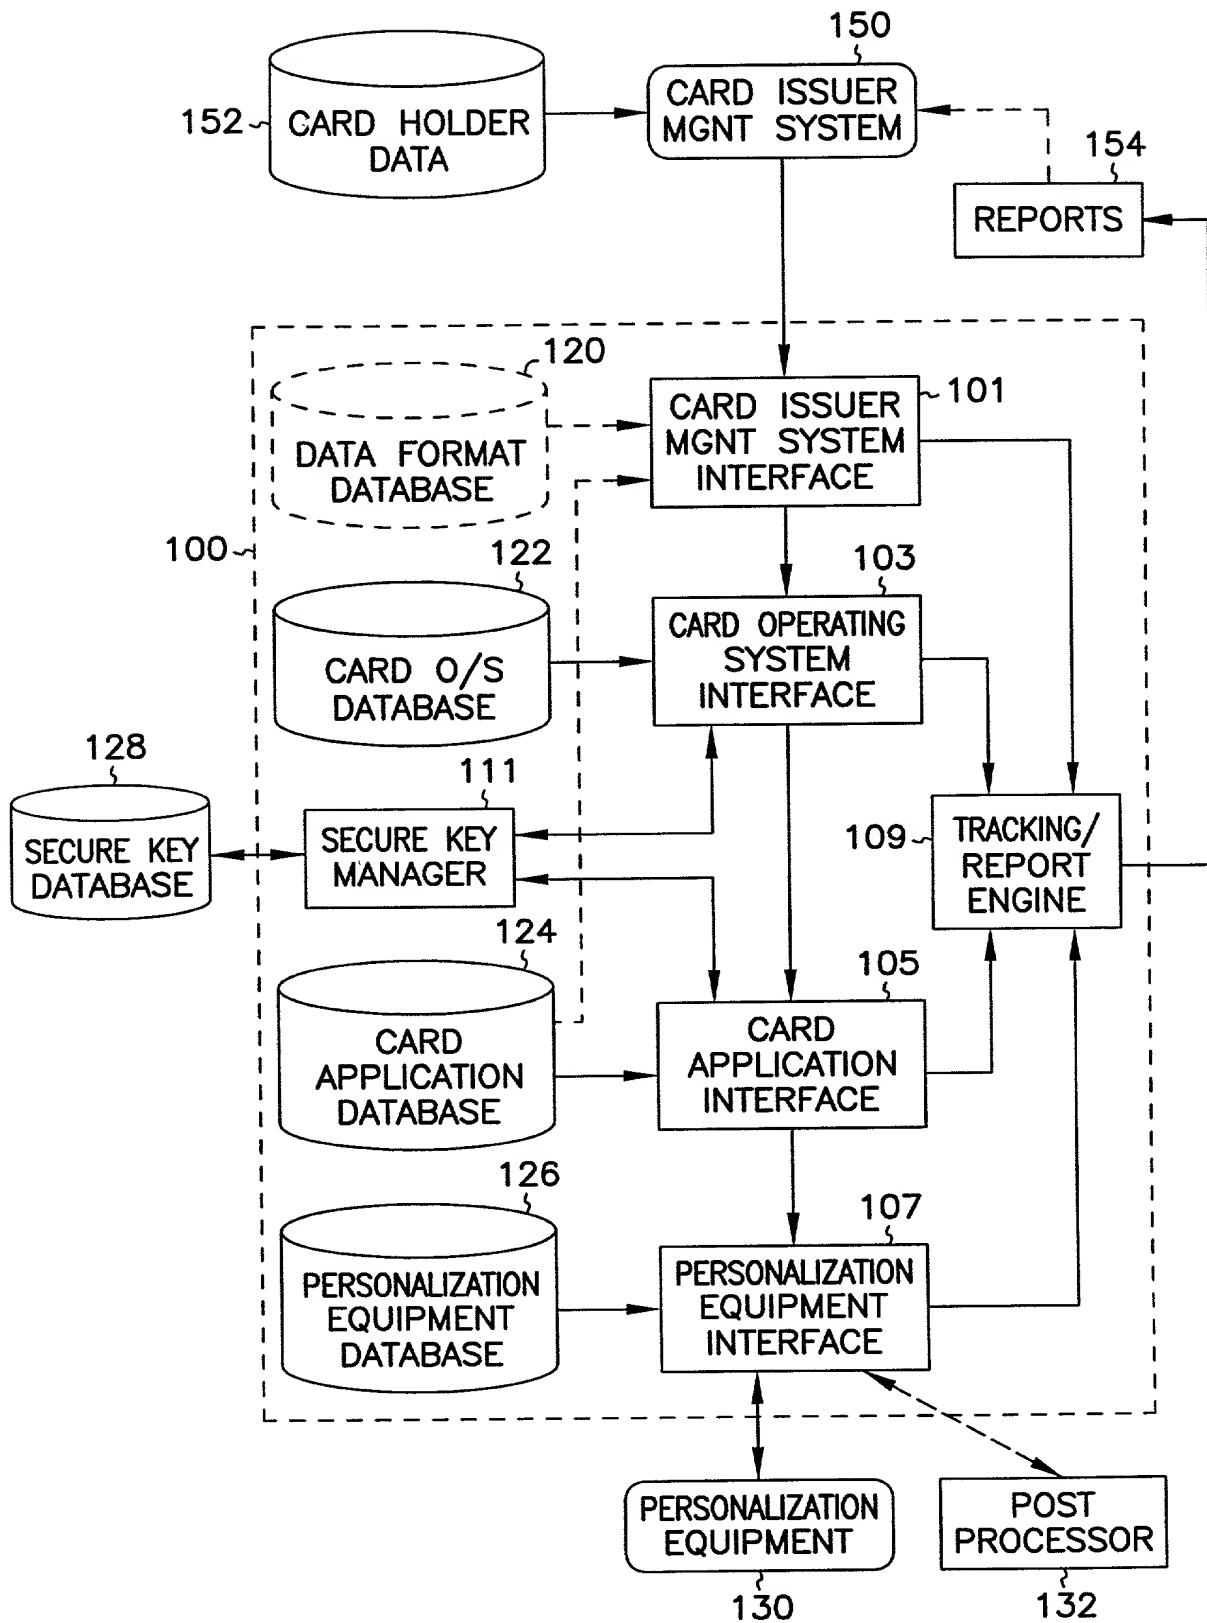 150
CARD ISSUER
MGNT SYSTEM
152
CARD HOLDER
DATA
154
REPORTS
120
DATA FORMAT
DATABASE
101
CARD ISSUER
MGNT SYSTEM
INTERFACE
100
122
CARD O/S
DATABASE
103
CARD OPERATING
SYSTEM
INTERFACE
128
SECURE KEY
DATABASE
111
SECURE KEY
MANAGER
109
TRACKING/
REPORT
ENGINE
124
CARD
APPLICATION
DATABASE
105
CARD
APPLICATION
INTERFACE
126
PERSONALIZATION
EQUIPMENT
DATABASE
107
PERSONALIZATION
EQUIPMENT
INTERFACE
PERSONALIZATION
EQUIPMENT
130
POST
PROCESSOR
132